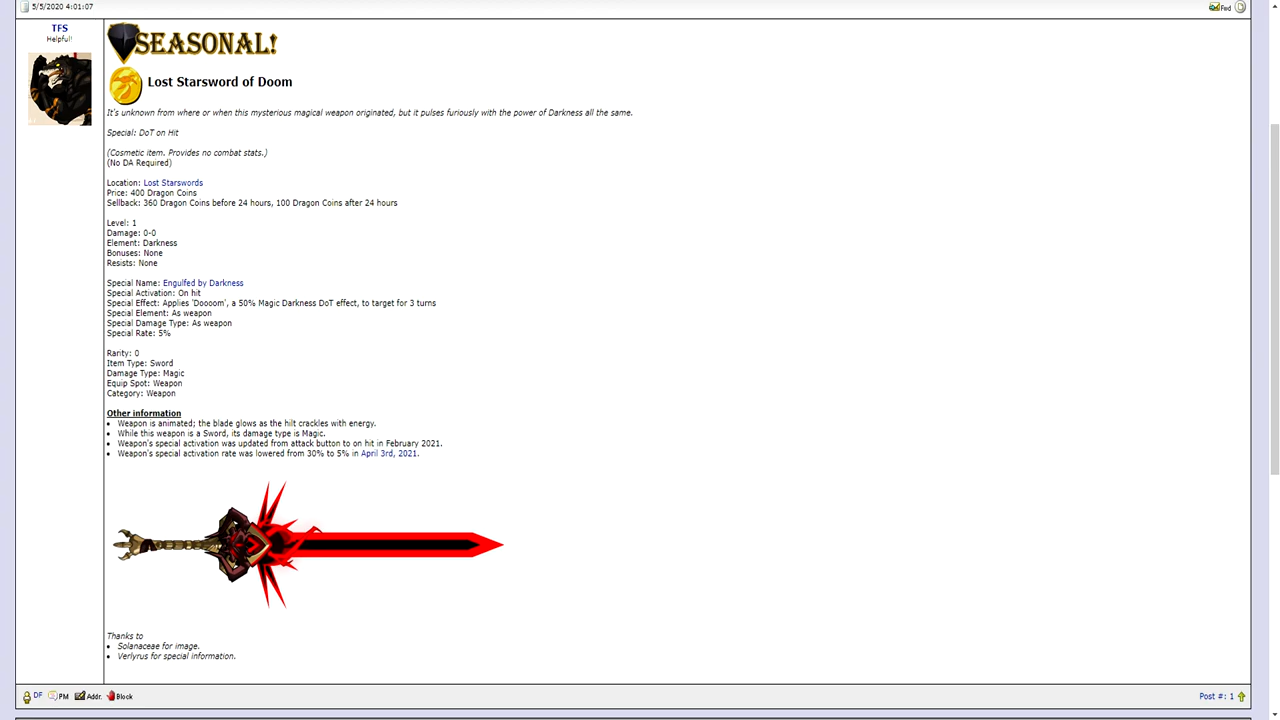 5/5/2020 4:01:07
Fwd
TFS
Helpful!
SEASONAL!
Lost Starsword of Doom
It's unknown from where or when this mysterious magical weapon originated, but it pulses furiously with the power of Darkness all the same.
Special: DoT on Hit
(Cosmetic item. Provides no combat stats.)
(No DA Required)
Location: Lost Starswords
Price: 400 Dragon Coins
Sellback: 360 Dragon Coins before 24 hours, 100 Dragon Coins after 24 hours
Level: 1
Damage: 0-0
Element: Darkness
Bonuses: None
Resists: None
Special Name: Engulfed by Darkness
Special Activation: On hit
Special Effect: Applies 'Doooom', a 50% Magic Darkness DoT effect, to target for 3 turns
Special Element: As weapon
Special Damage Type: As weapon
Special Rate: 5%
Rarity: 0
Item Type: Sword
Damage Type: Magic
Equip Spot: Weapon
Category: Weapon
Other information
• Weapon is animated; the blade glows as the hilt crackles with energy.
• While this weapon is a Sword, its damage type is Magic.
• Weapon's special activation was updated from attack button to on hit in February 2021.
• Weapon's special activation rate was lowered from 30% to 5% in April 3rd, 2021.
Thanks to
• Solanaceae for image.
• Verlyrus for special information.
DF PM Addr. Block
Post #: 1